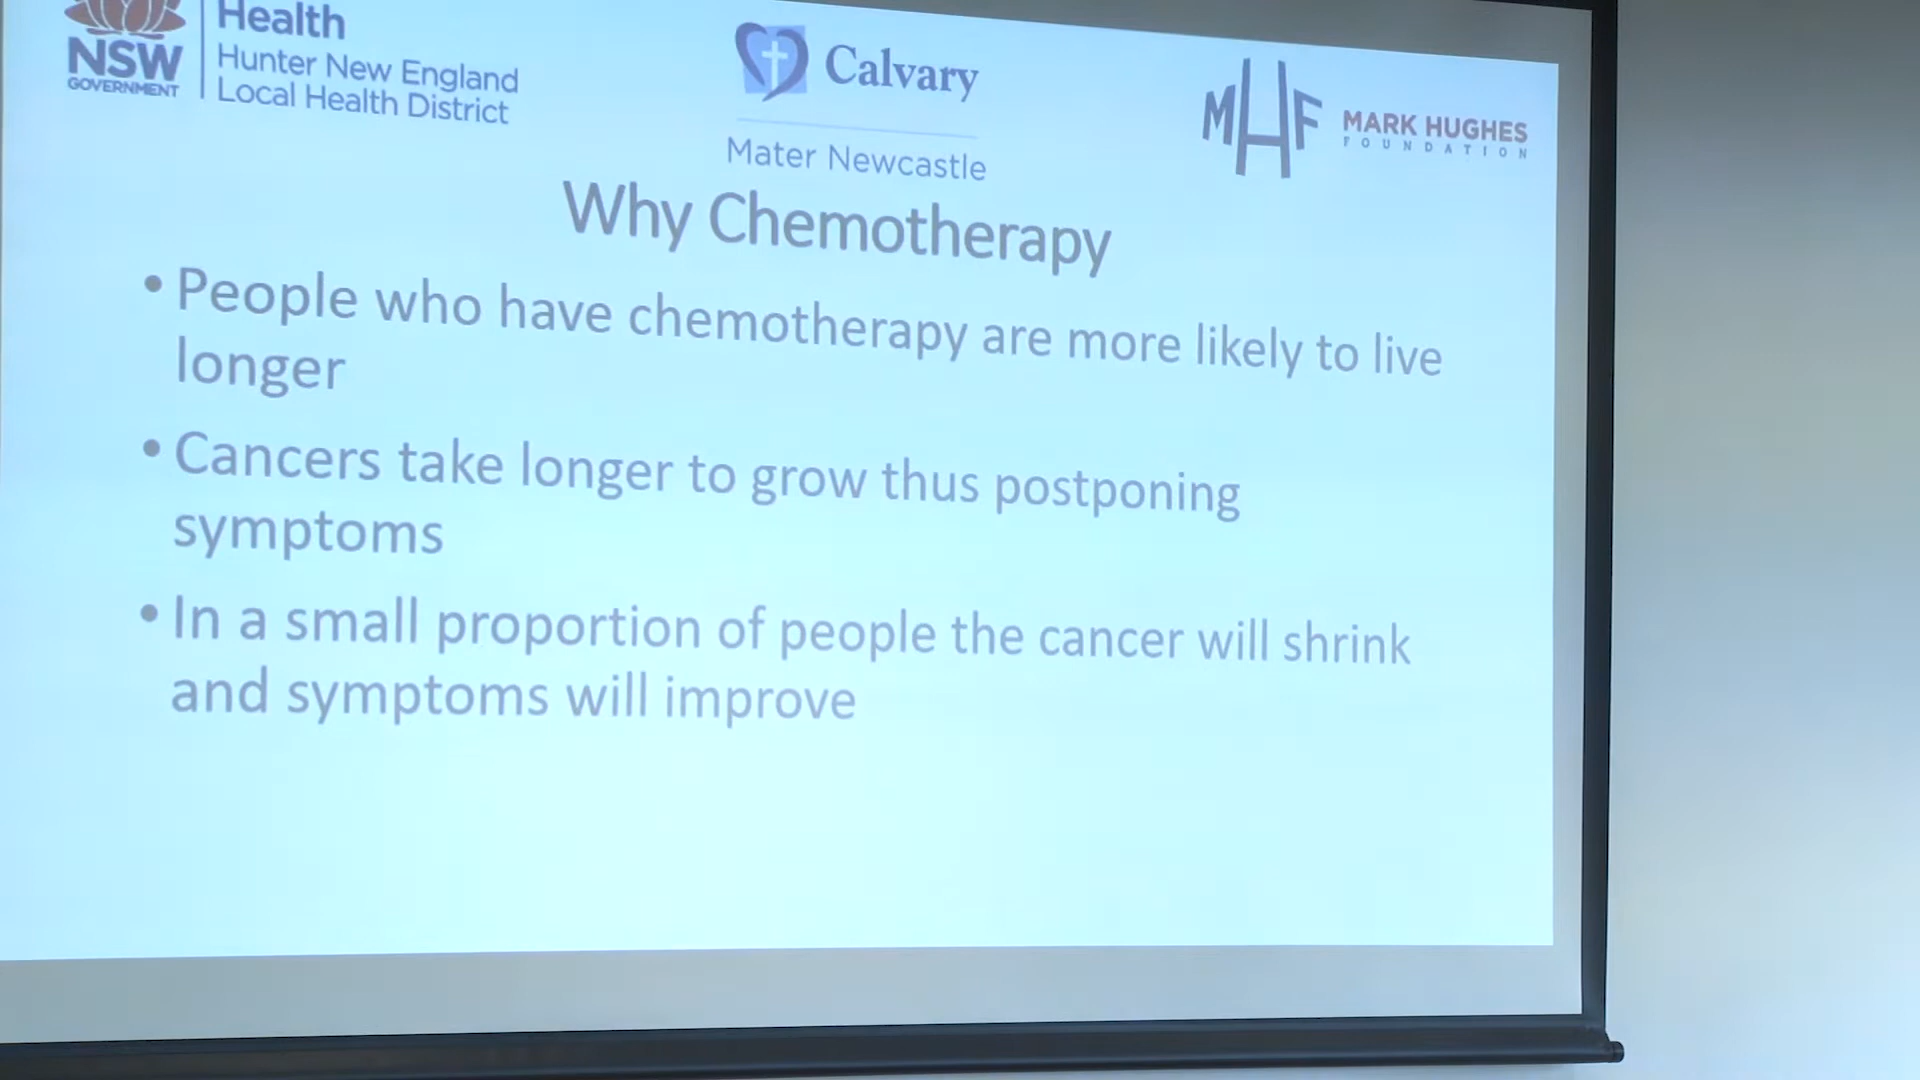 Health
NSW
GOVERNMENT
Hunter New England
Local Health District
Calvary
Mater Newcastle
MHF
MARK HUGHES
FOUNDATION
Why Chemotherapy
• People who have chemotherapy are more likely to live
longer
• Cancers take longer to grow thus postponing
symptoms
• In a small proportion of people the cancer will shrink
and symptoms will improve